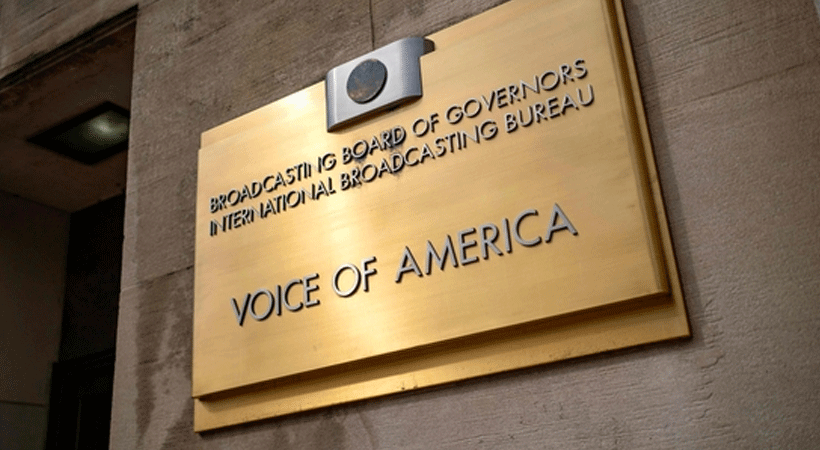 BROADCASTING BOARD OF GOVERNORS
INTERNATIONAL BROADCASTING BUREAU
VOICE OF AMERICA